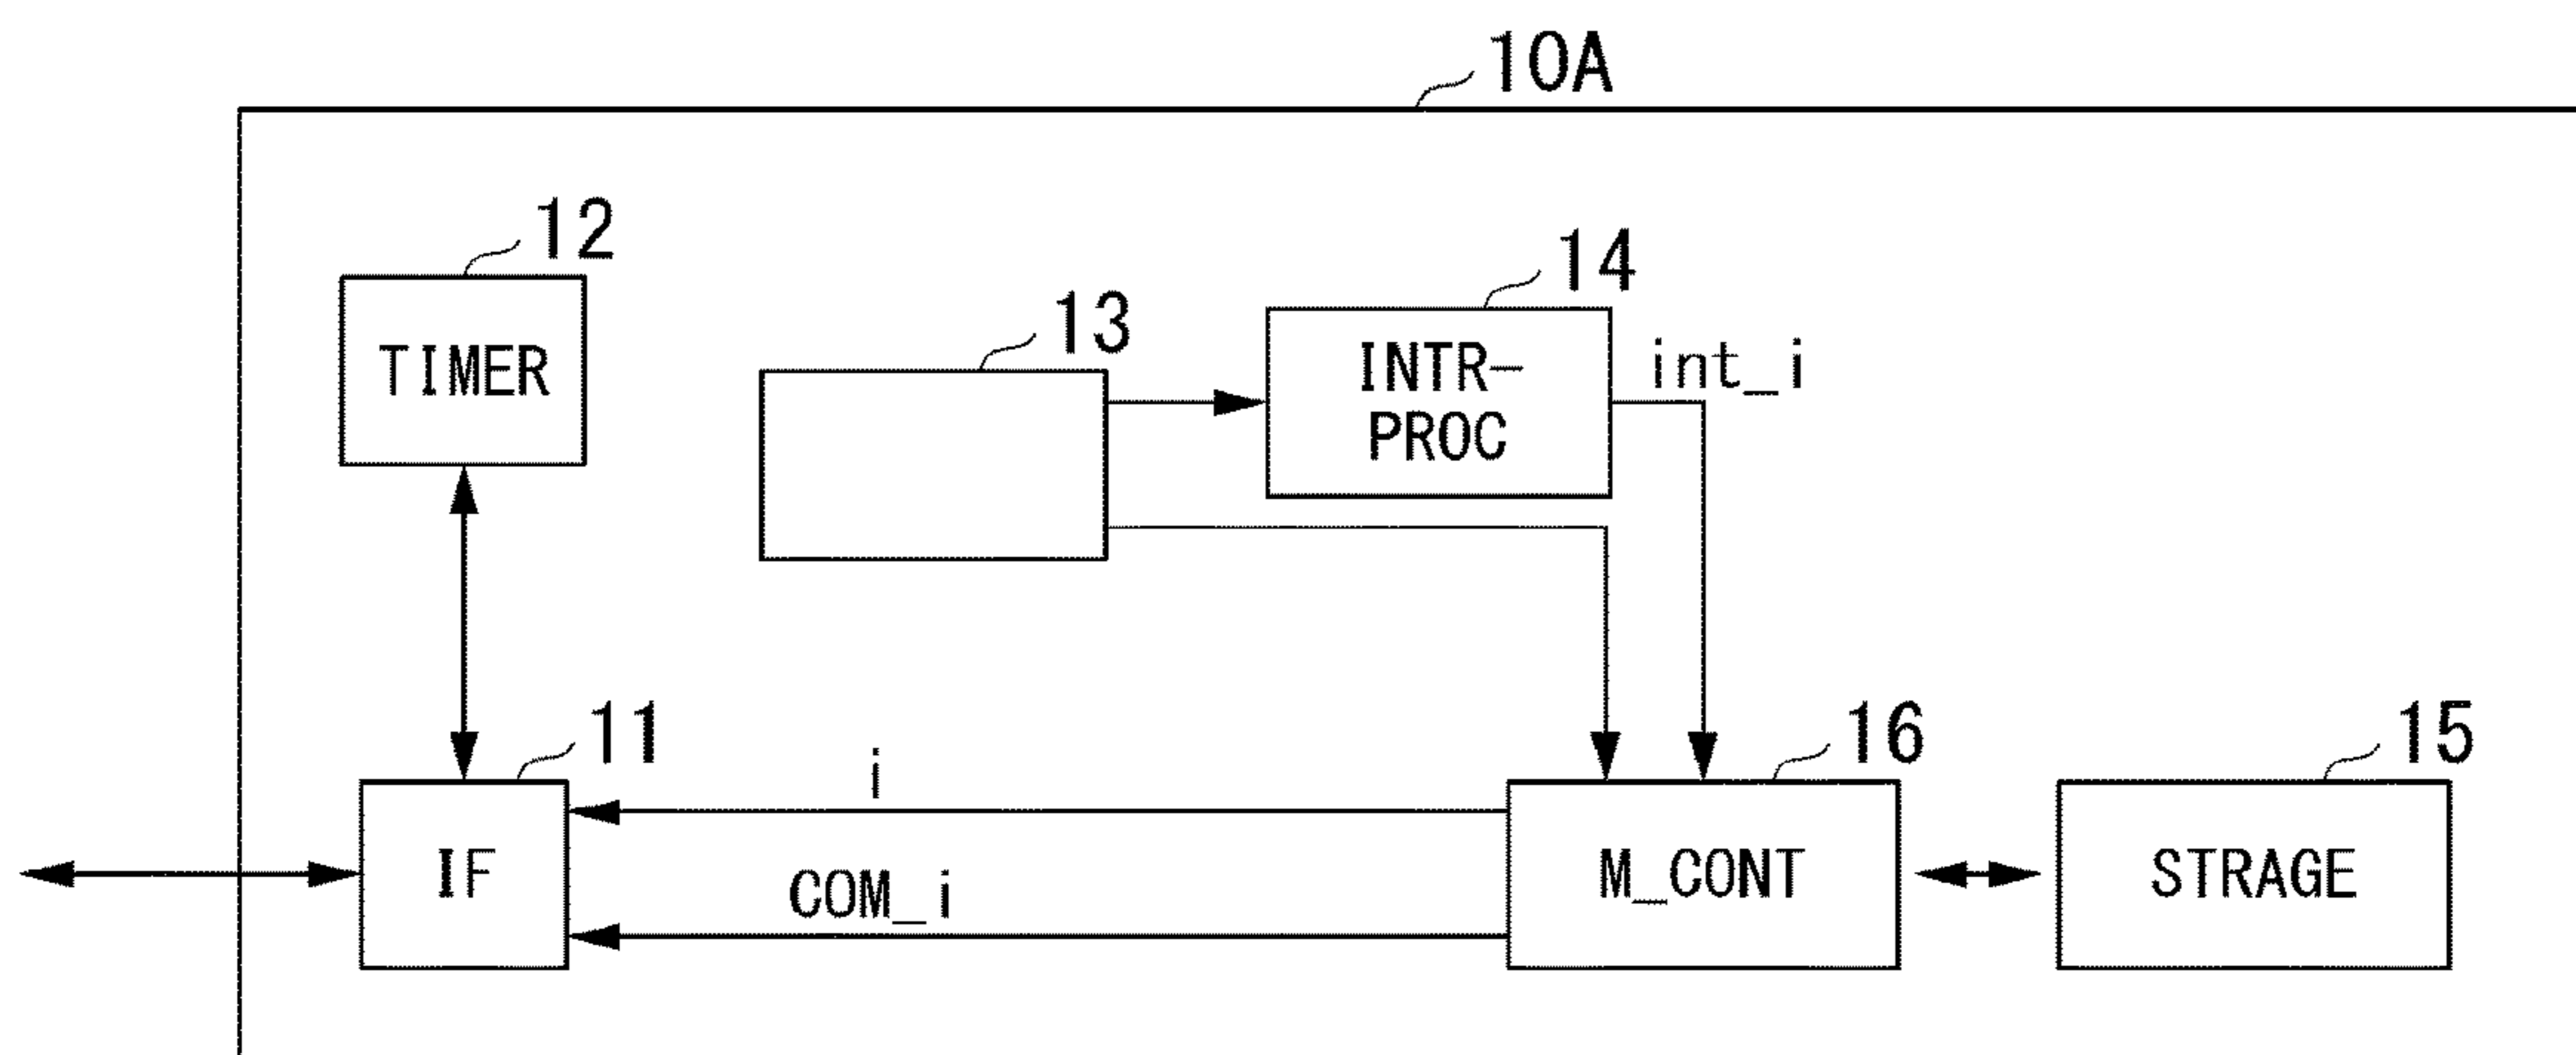 10A
12
TIMER
13
14
INTR-
PROC
int_i
11
IF
i
COM_i
16
M_CONT
15
STRAGE